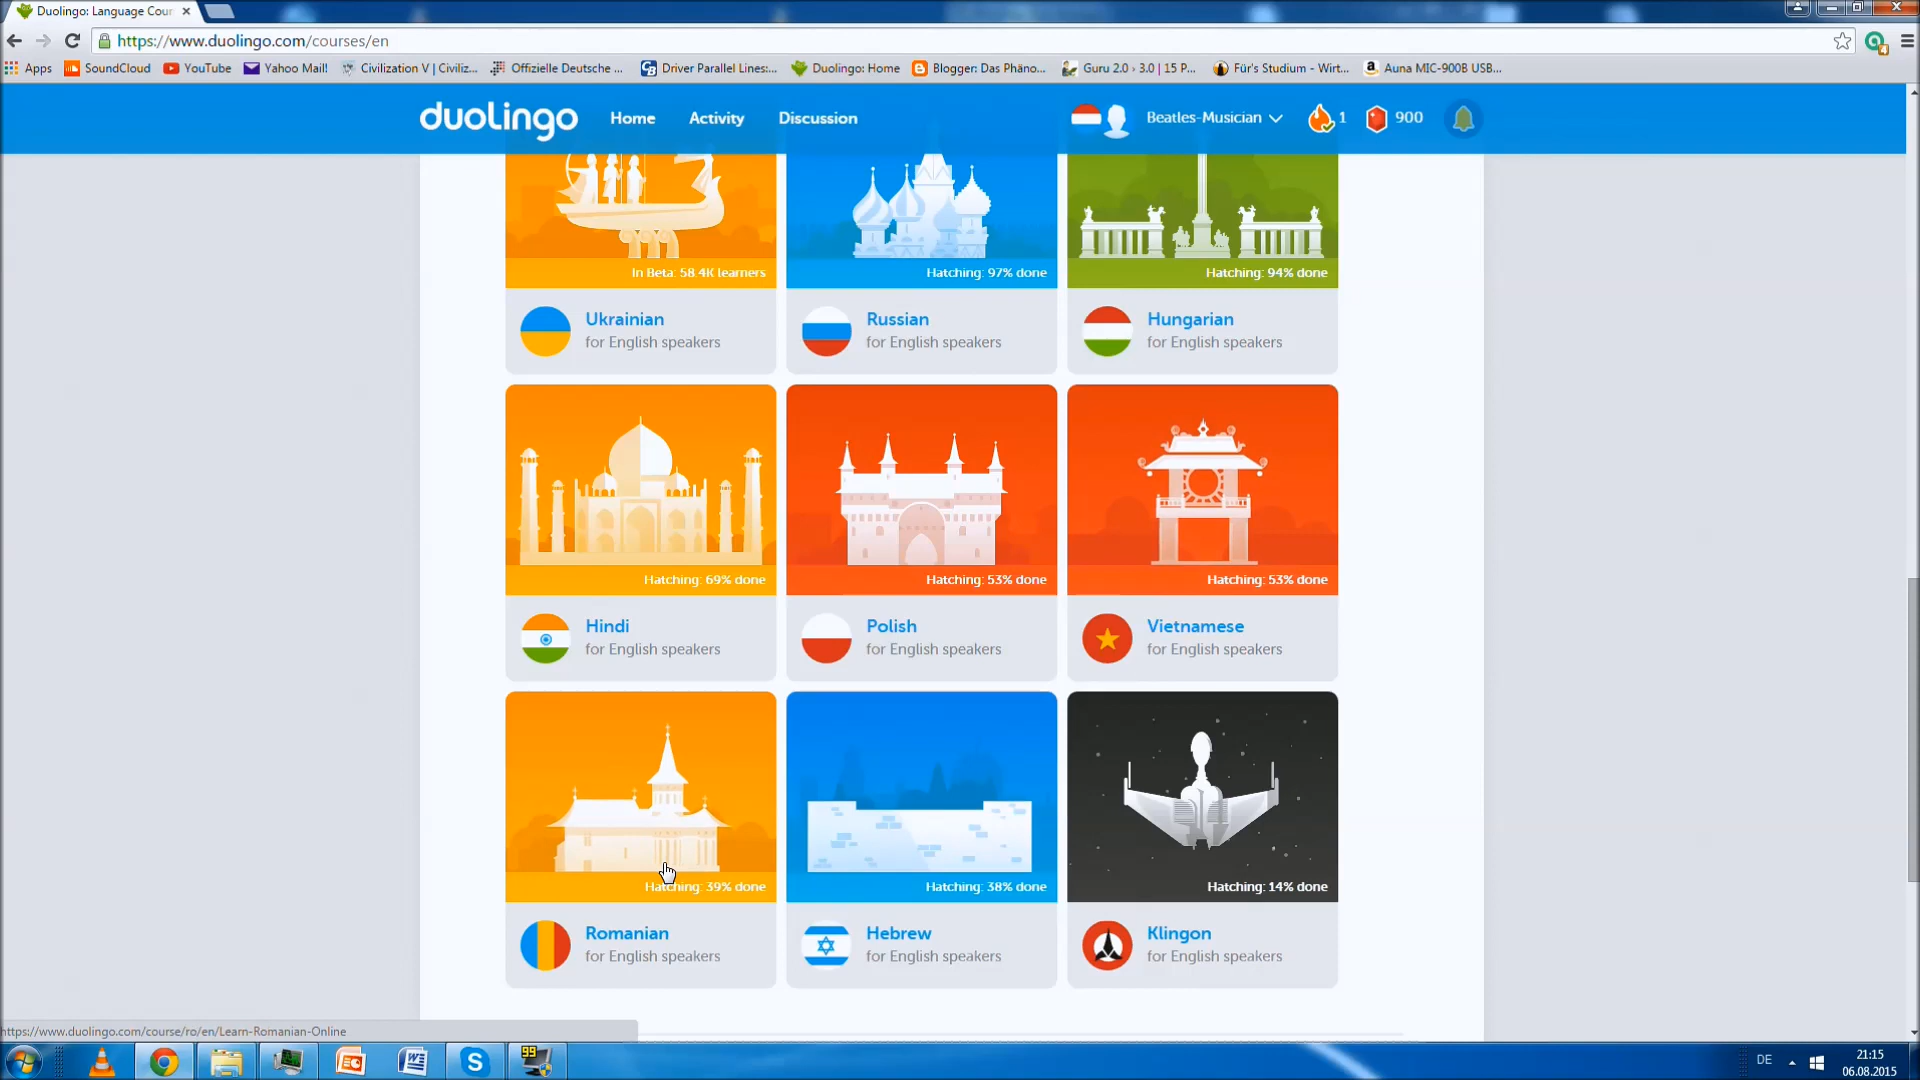 Duolingo: Language Cour
https://www.duolingo.com/courses/en
Apps
SoundCloud
YouTube
Yahoo Mail!
Civilization V | Civiliz...
Offizielle Deutsche ...
Driver Parallel Lines:...
Duolingo: Home
Blogger: Das Phäno...
Guru 2.0 › 3.0 | 15 P...
Für's Studium - Wirt...
Auna MIC-900B USB...
duolingo
Home
Activity
Discussion
Beatles-Musician
1
900
In Beta: 58.4K learners
Hatching: 97% done
Hatching: 94% done
Ukrainian
for English speakers
Russian
for English speakers
Hungarian
for English speakers
Hatching: 69% done
Hatching: 53% done
Hatching: 53% done
Hindi
for English speakers
Polish
for English speakers
Vietnamese
for English speakers
Hatching: 39% done
Hatching: 38% done
Hatching: 14% done
Romanian
for English speakers
Hebrew
for English speakers
Klingon
for English speakers
https://www.duolingo.com/course/ro/en/Learn-Romanian-Online
99
DE
21:15
06.08.2015